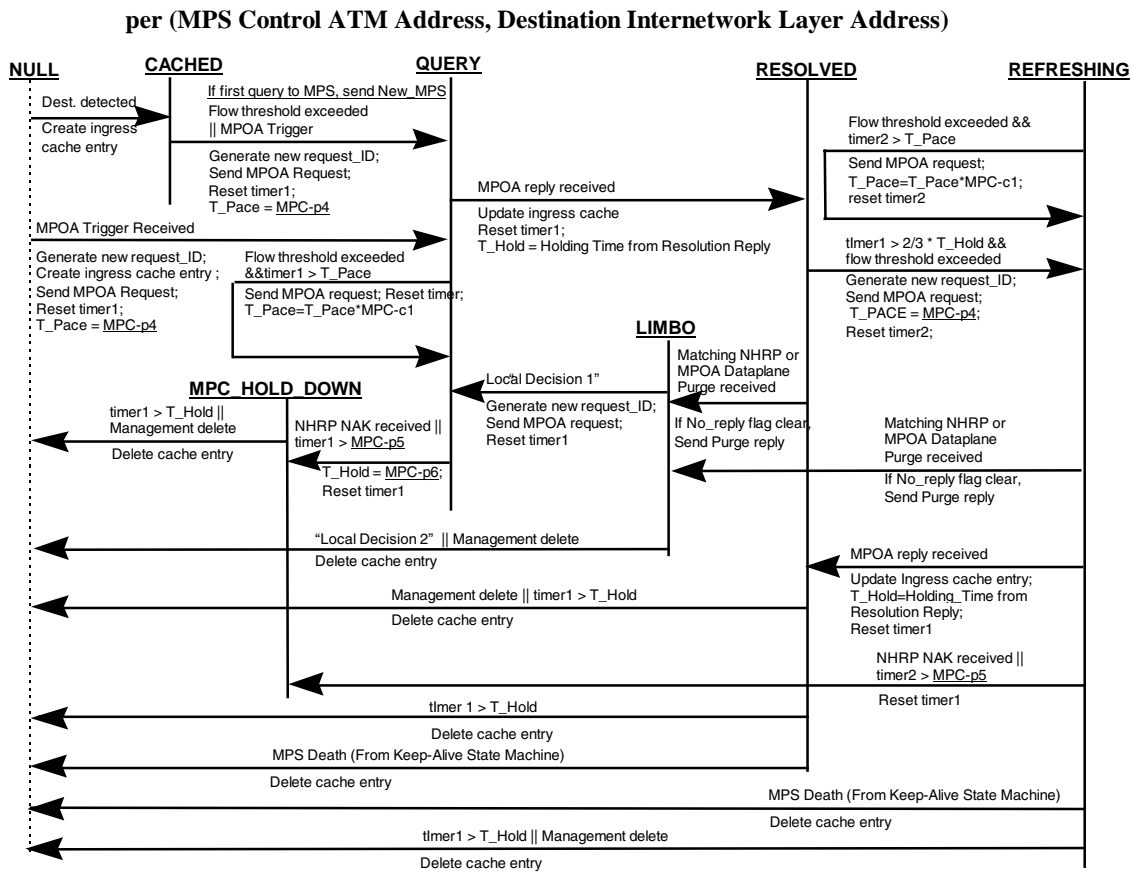 per (MPS Control ATM Address, Destination Internetwork Layer Address)
NULL
CACHED
QUERY
RESOLVED
REFRESHING
Dest. detected
Create ingress
cache entry
If first query to MPS, send New_MPS
Flow threshold exceeded
|| MPOA Trigger
Generate new request_ID;
Send MPOA Request;
Reset timer1;
T_Pace = MPC-p4
MPOA reply received
Update ingress cache
Reset timer1;
T_Hold = Holding Time from Resolution Reply
Flow threshold exceeded &&
timer2 > T_Pace
Send MPOA request;
T_Pace=T_Pace*MPC-c1;
reset timer2
MPOA Trigger Received
Generate new request_ID;
Create ingress cache entry ;
Send MPOA Request;
Reset timer1;
T_Pace = MPC-p4
Flow threshold exceeded
&&timer1 > T_Pace
Send MPOA request; Reset timer;
T_Pace=T_Pace*MPC-c1
tImer1 > 2/3 * T_Hold &&
flow threshold exceeded
Generate new request_ID;
Send MPOA request;
T_PACE = MPC-p4;
Reset timer2;
LIMBO
Matching NHRP or
MPOA Dataplane
Purge received
If No_reply flag clear,
Send Purge reply
“Local Decision 1”
Generate new request_ID;
Send MPOA request;
Reset timer1
MPC_HOLD_DOWN
timer1 > T_Hold ||
Management delete
Delete cache entry
NHRP NAK received ||
timer1 > MPC-p5
T_Hold = MPC-p6;
Reset timer1
Matching NHRP or
MPOA Dataplane
Purge received
If No_reply flag clear,
Send Purge reply
“Local Decision 2” || Management delete
Delete cache entry
MPOA reply received
Update Ingress cache entry;
T_Hold=Holding_Time from
Resolution Reply;
Reset timer1
Management delete || timer1 > T_Hold
Delete cache entry
NHRP NAK received ||
timer2 > MPC-p5
Reset timer1
tImer 1 > T_Hold
Delete cache entry
MPS Death (From Keep-Alive State Machine)
Delete cache entry
MPS Death (From Keep-Alive State Machine)
Delete cache entry
tImer1 > T_Hold || Management delete
Delete cache entry